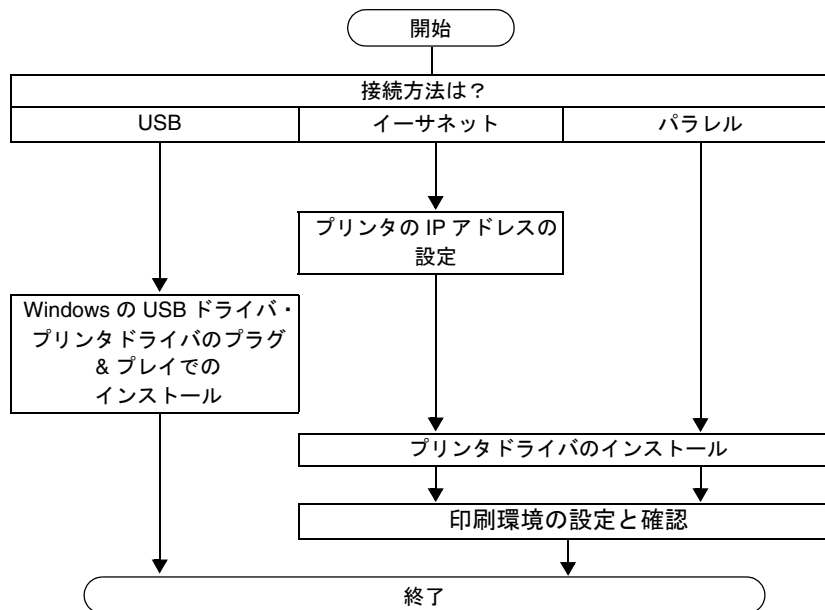 開始
接続方法は？
USB
イーサネット
パラレル
プリンタの IP アドレスの
設定
Windows の USB ドライバ・
プリンタドライバのプラグ
& プレイでの
インストール
プリンタドライバのインストール
印刷環境の設定と確認
終了